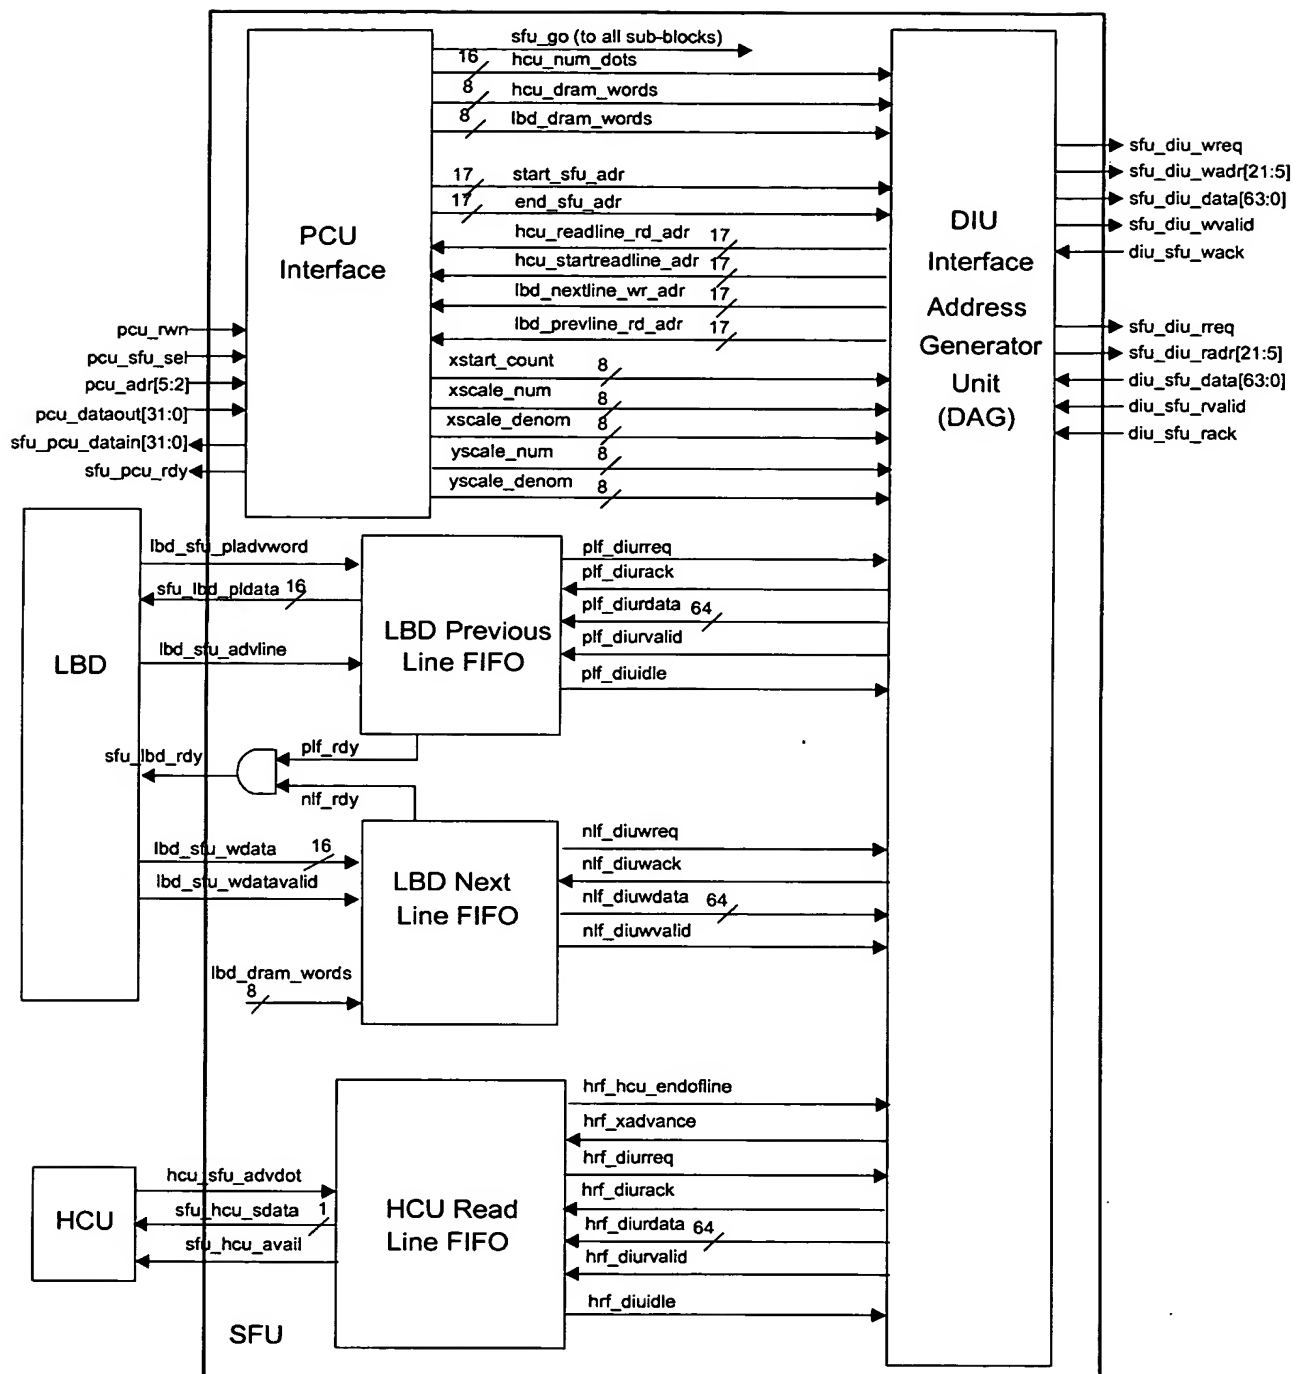 sfu_go (to all sub-blocks)
16
hcu_num_dots
8
hcu_dram_words
8
lbd_dram_words
17
start_sfu_adr
17
end_sfu_adr
hcu_readline_rd_adr
17
hcu_startreadline_adr
17
lbd_nextline_wr_adr
17
lbd_prevline_rd_adr
17
xstart_count
8
xscale_num
8
xscale_denom
8
yscale_num
8
yscale_denom
8
PCU
Interface
DIU
Interface
Address
Generator
Unit
(DAG)
sfu_diu_wreq
sfu_diu_wadr[21:5]
sfu_diu_data[63:0]
sfu_diu_wvalid
diu_sfu_wack
sfu_diu_rreq
sfu_diu_radr[21:5]
diu_sfu_data[63:0]
diu_sfu_rvalid
diu_sfu_rack
pcu_rwn
pcu_sfu_sel
pcu_adr[5:2]
pcu_dataout[31:0]
sfu_pcu_datain[31:0]
sfu_pcu_rdy
LBD
lbd_sfu_pladvword
sfu_lbd_pldata
16
lbd_sfu_advline
LBD Previous
Line FIFO
plf_diurreq
plf_diurack
plf_diurdata
64
plf_diurvalid
plf_diuidle
sfu_lbd_rdy
plf_rdy
nlf_rdy
lbd_sfu_wdata
16
lbd_sfu_wdatavalid
lbd_dram_words
8
LBD Next
Line FIFO
nlf_diuwreq
nlf_diuwack
nlf_diuwdata
64
nlf_diuwvalid
HCU
hcu_sfu_advdot
sfu_hcu_sdata
1
sfu_hcu_avail
HCU Read
Line FIFO
hrf_hcu_endofline
hrf_xadvance
hrf_diurreq
hrf_diurack
hrf_diurdata
64
hrf_diurvalid
hrf_diuidle
SFU